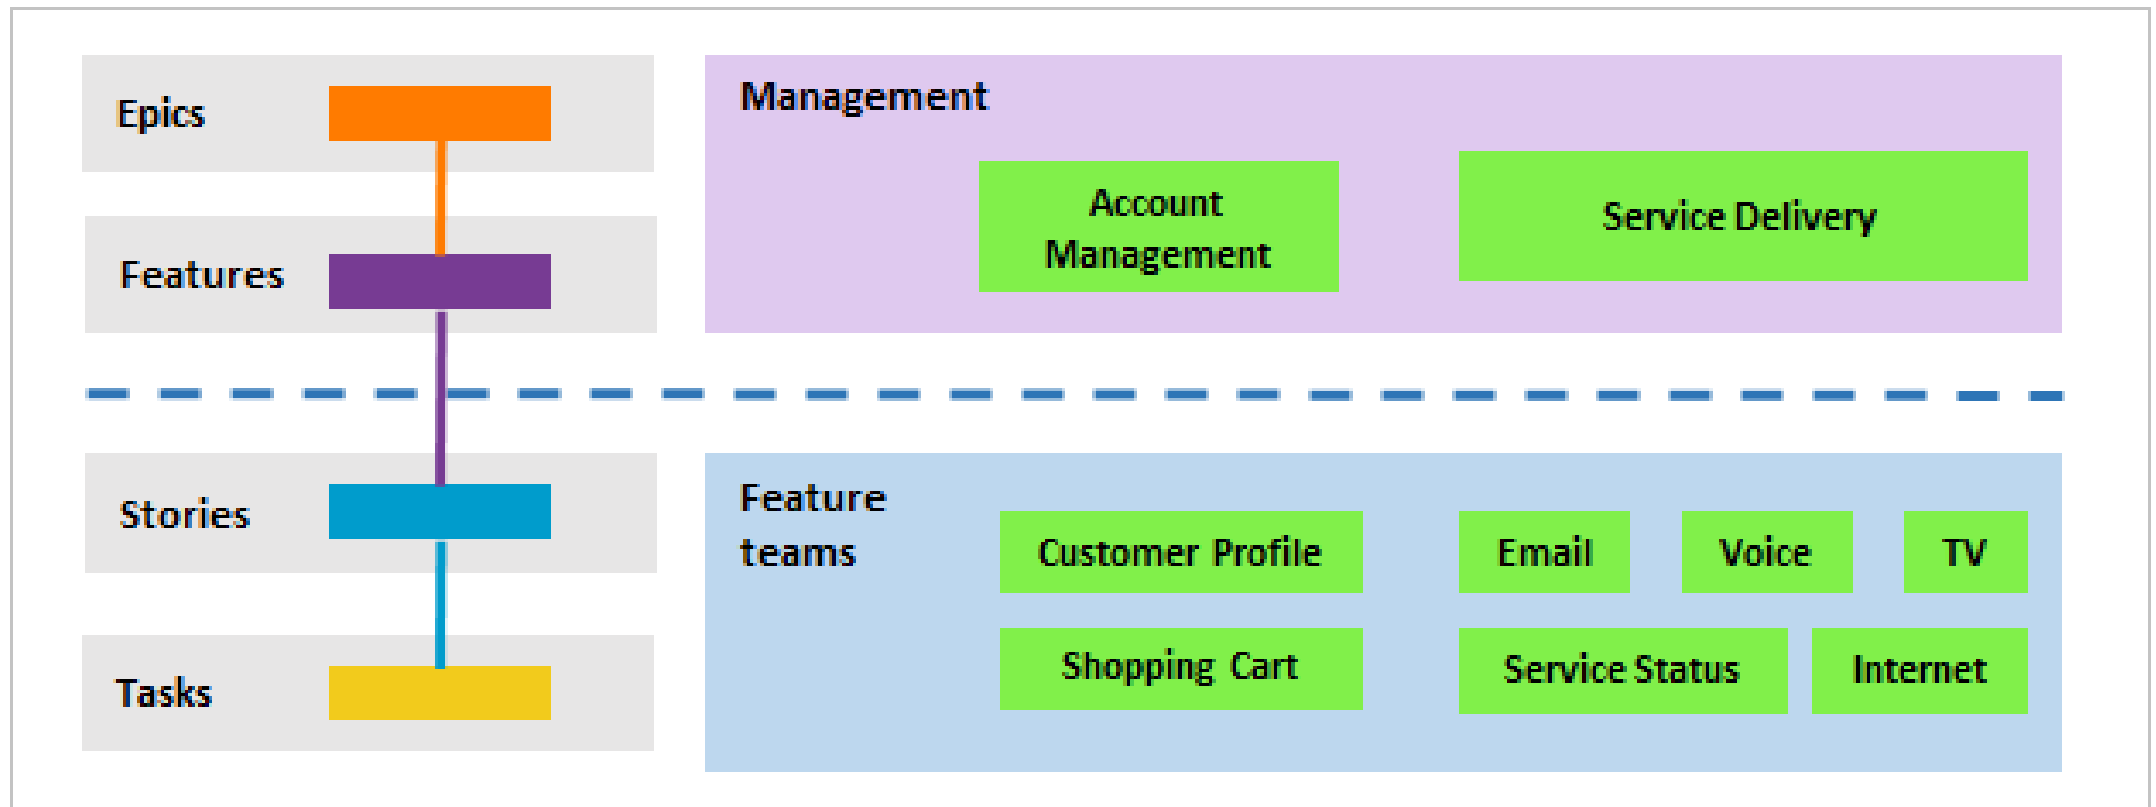 Epics
Features
Stories
Tasks
Management
Account
Management
Service Delivery
Feature
teams
Customer Profile
Email
Voice
TV
Shopping Cart
Service Status
Internet